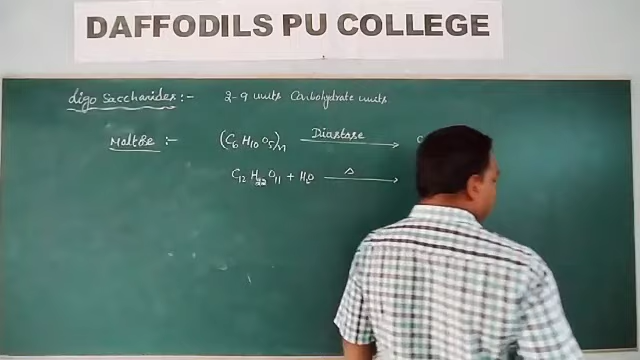 DAFFODILS PU COLLEGE
oligo Saccharides :- 2-9 units Carbohydrate units
Maltose :- (C6 H10 O5)n Diastase
C12 H22 O11 + H2O Δ